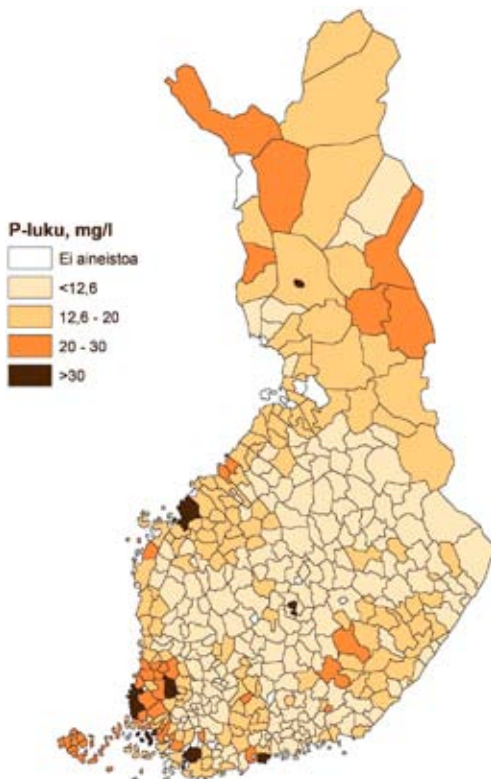 P-luku, mg/l
Ei aineistoa
<12,6
12,6 - 20
20 - 30
>30